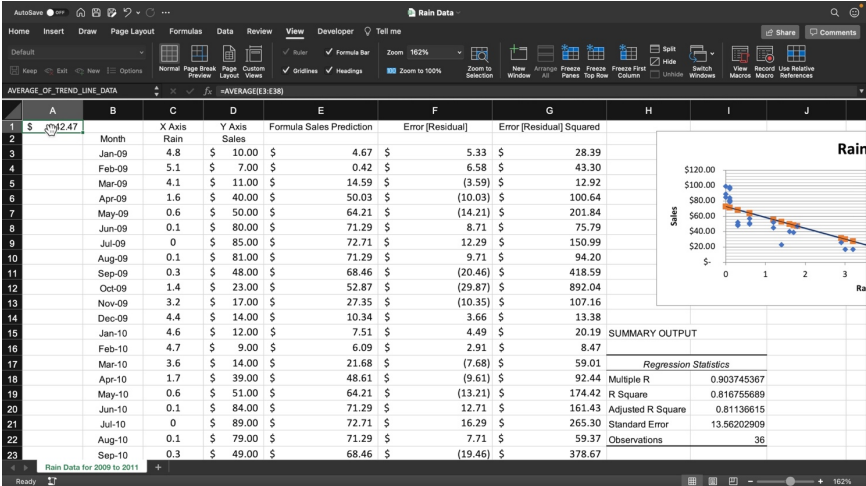 AutoSave OFF Rain Data
Home Insert Draw Page Layout Formulas Data Review View Developer Tell me Share Comments
Default Ruler Formula Bar Zoom 162% Split
Hide
Keep Exit New Options Normal Page Break Preview Page Layout Custom Views Gridlines Headings Zoom to 100% Zoom to Selection New Window Arrange All Freeze Panes Freeze Top Row Freeze First Column Unhide Switch Windows View Macros Record Macro Use Relative References
AVERAGE_OF_TREND_LINE_DATA fx =AVERAGE(E3:E38)
A B C D E F G H I J
1 $ 42.47 X Axis Y Axis Formula Sales Prediction Error [Residual] Error [Residual] Squared
2 Month Rain Sales
3 Jan-09 4.8 $ 10.00 $ 4.67 $ 5.33 $ 28.39
4 Feb-09 5.1 $ 7.00 $ 0.42 $ 6.58 $ 43.30
5 Mar-09 4.1 $ 11.00 $ 14.59 $ (3.59) $ 12.92
6 Apr-09 1.6 $ 40.00 $ 50.03 $ (10.03) $ 100.64
7 May-09 0.6 $ 50.00 $ 64.21 $ (14.21) $ 201.84
8 Jun-09 0.1 $ 80.00 $ 71.29 $ 8.71 $ 75.79
9 Jul-09 0 $ 85.00 $ 72.71 $ 12.29 $ 150.99
10 Aug-09 0.1 $ 81.00 $ 71.29 $ 9.71 $ 94.20
11 Sep-09 0.3 $ 48.00 $ 68.46 $ (20.46) $ 418.59
12 Oct-09 1.4 $ 23.00 $ 52.87 $ (29.87) $ 892.04
13 Nov-09 3.2 $ 17.00 $ 27.35 $ (10.35) $ 107.16
14 Dec-09 4.4 $ 14.00 $ 10.34 $ 3.66 $ 13.38
15 Jan-10 4.6 $ 12.00 $ 7.51 $ 4.49 $ 20.19 SUMMARY OUTPUT
16 Feb-10 4.7 $ 9.00 $ 6.09 $ 2.91 $ 8.47
17 Mar-10 3.6 $ 14.00 $ 21.68 $ (7.68) $ 59.01 Regression Statistics
18 Apr-10 1.7 $ 39.00 $ 48.61 $ (9.61) $ 92.44 Multiple R 0.903745367
19 May-10 0.6 $ 51.00 $ 64.21 $ (13.21) $ 174.42 R Square 0.816755689
20 Jun-10 0.1 $ 84.00 $ 71.29 $ 12.71 $ 161.43 Adjusted R Square 0.81136615
21 Jul-10 0 $ 89.00 $ 72.71 $ 16.29 $ 265.30 Standard Error 13.56202909
22 Aug-10 0.1 $ 79.00 $ 71.29 $ 7.71 $ 59.37 Observations 36
23 Sep-10 0.3 $ 49.00 $ 68.46 $ (19.46) $ 378.67
Rain
$120.00
$100.00
$80.00
$60.00
$40.00
$20.00
$-
Sales
0 1 2 3
Ra
Rain Data for 2009 to 2011
Ready 162%